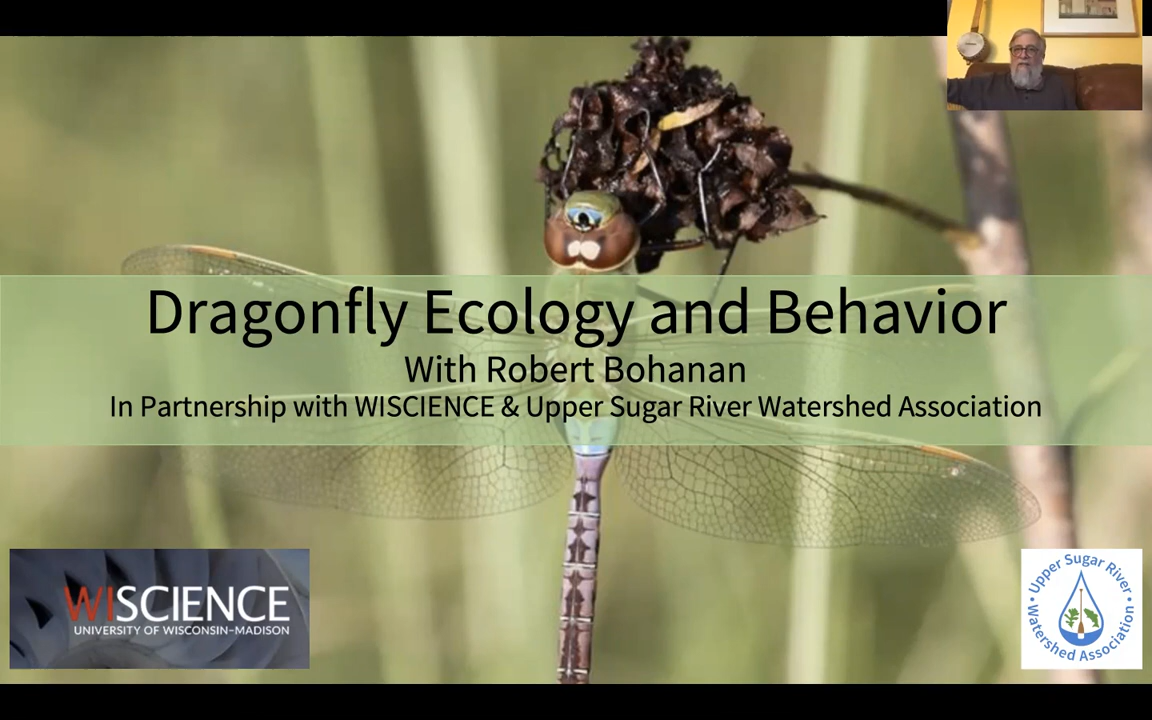 Dragonfly Ecology and Behavior
With Robert Bohanan
In Partnership with WISCIENCE & Upper Sugar River Watershed Association
WISCIENCE
UNIVERSITY OF WISCONSIN–MADISON
• Upper Sugar River •
Watershed Association